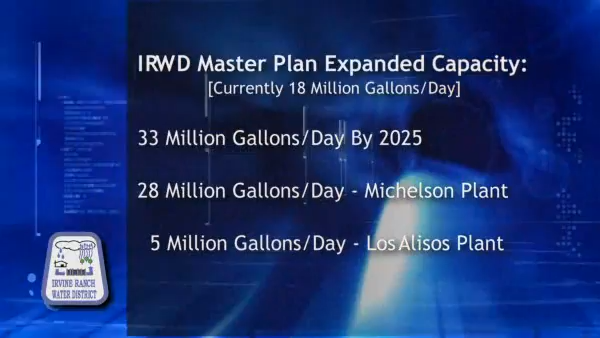 IRWD Master Plan Expanded Capacity:
[Currently 18 Million Gallons/Day]
33 Million Gallons/Day By 2025
28 Million Gallons/Day - Michelson Plant
5 Million Gallons/Day - Los Alisos Plant
IRVINE RANCH
WATER DISTRICT